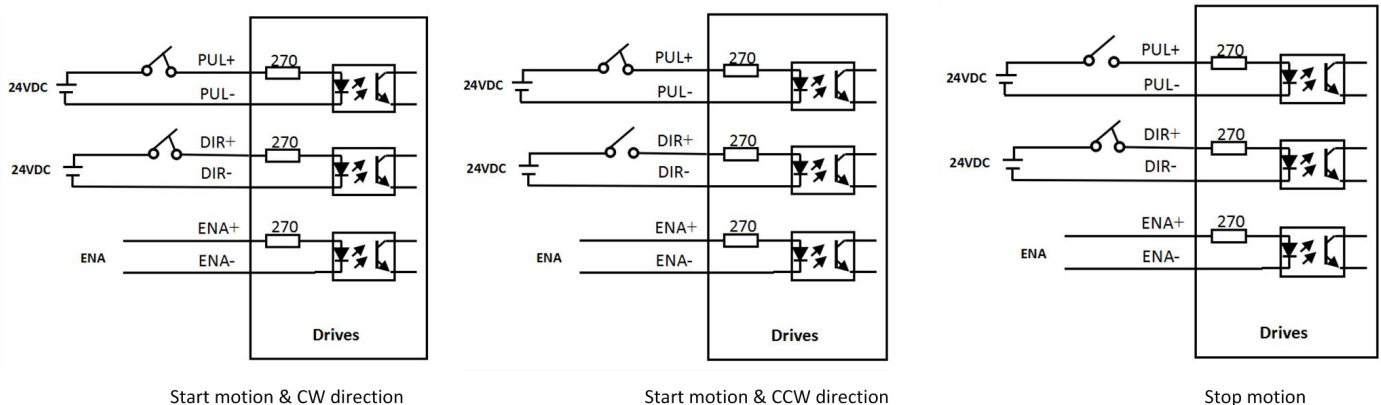 PUL+
270
24VDC
PUL-
DIR+
270
24VDC
DIR-
ENA+
270
ENA
ENA-
Drives
Start motion & CW direction
PUL+
270
24VDC
PUL-
DIR+
270
24VDC
DIR-
ENA+
270
ENA
ENA-
Drives
Start motion & CCW direction
PUL+
270
24VDC
PUL-
DIR+
270
24VDC
DIR-
ENA+
270
ENA
ENA-
Drives
Stop motion